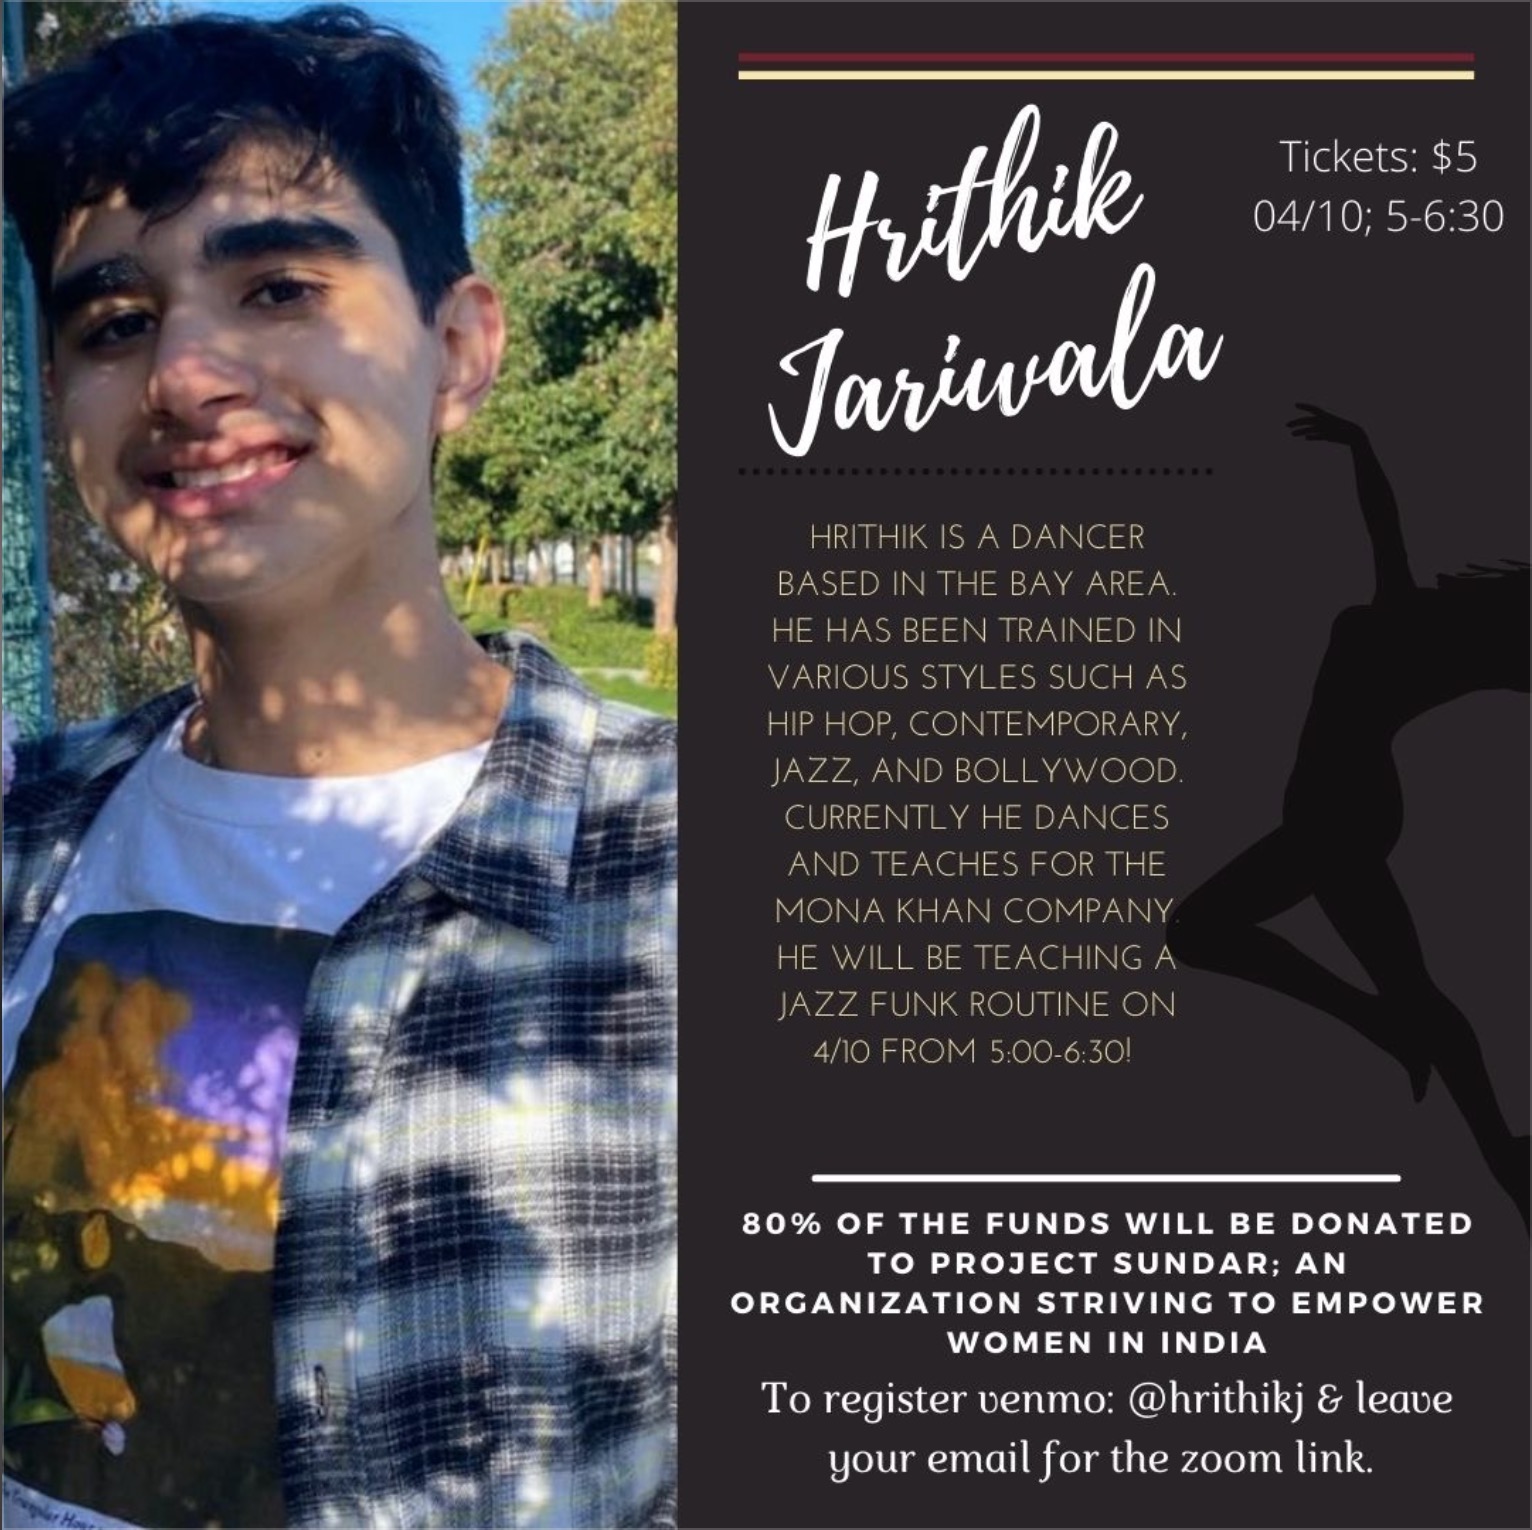 Hrithik
Jariwala
Tickets: $5
04/10; 5-6:30
HRITHIK IS A DANCER
BASED IN THE BAY AREA.
HE HAS BEEN TRAINED IN
VARIOUS STYLES SUCH AS
HIP HOP, CONTEMPORARY,
JAZZ, AND BOLLYWOOD.
CURRENTLY HE DANCES
AND TEACHES FOR THE
MONA KHAN COMPANY.
HE WILL BE TEACHING A
JAZZ FUNK ROUTINE ON
4/10 FROM 5:00-6:30!
80% OF THE FUNDS WILL BE DONATED
TO PROJECT SUNDAR; AN
ORGANIZATION STRIVING TO EMPOWER
WOMEN IN INDIA
To register venmo: @hrithikj & leave
your email for the zoom link.